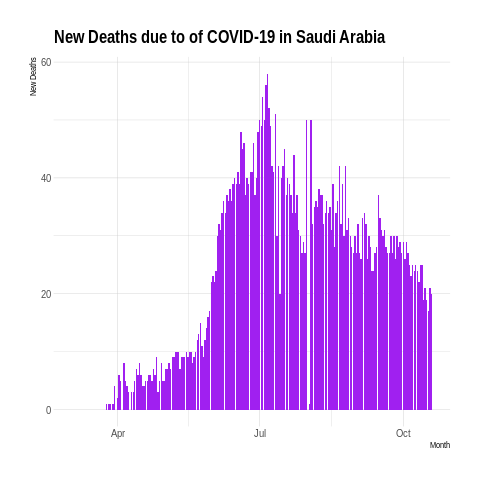 New Deaths due to of COVID-19 in Saudi Arabia
New Deaths
60
40
20
0
Apr
Jul
Oct
Month